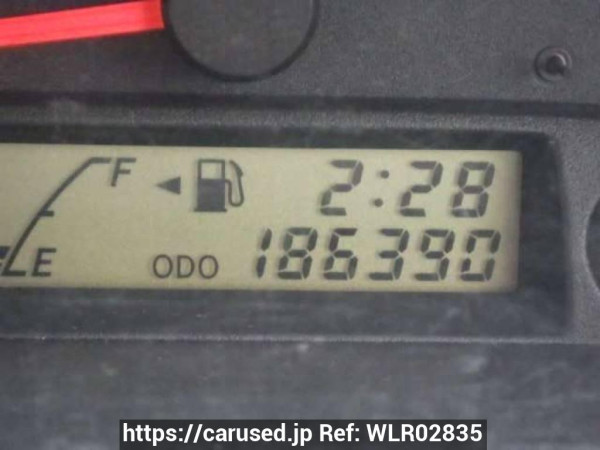 F 2:28
E ODO 186390
https://carused.jp Ref: WLR02835